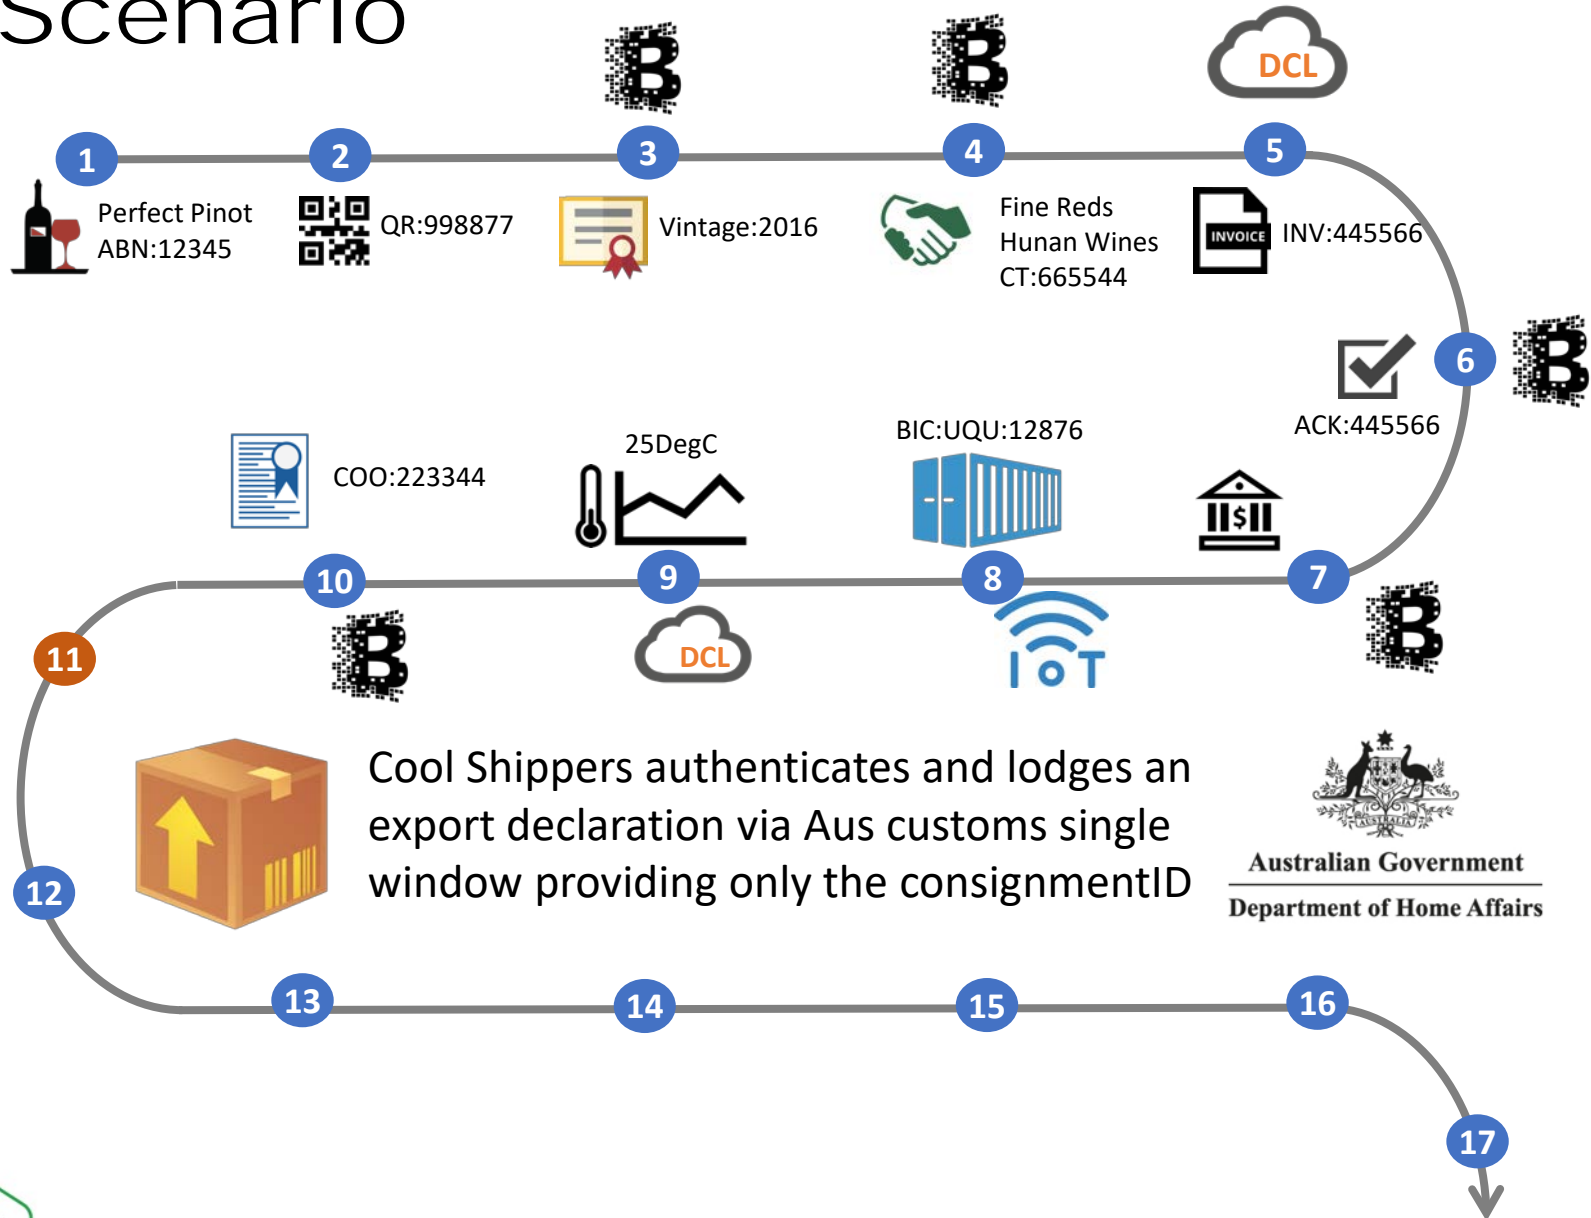 Scenario
DCL
1
2
3
4
5
Perfect Pinot
ABN:12345
QR:998877
Vintage:2016
Fine Reds
Hunan Wines
CT:665544
INVOICE
INV:445566
6
ACK:445566
COO:223344
25DegC
BIC:UQU:12876
$
10
9
8
7
DCL
IoT
11
Cool Shippers authenticates and lodges an
export declaration via Aus customs single
window providing only the consignmentID
AUSTRALIA
Australian Government
Department of Home Affairs
12
13
14
15
16
17